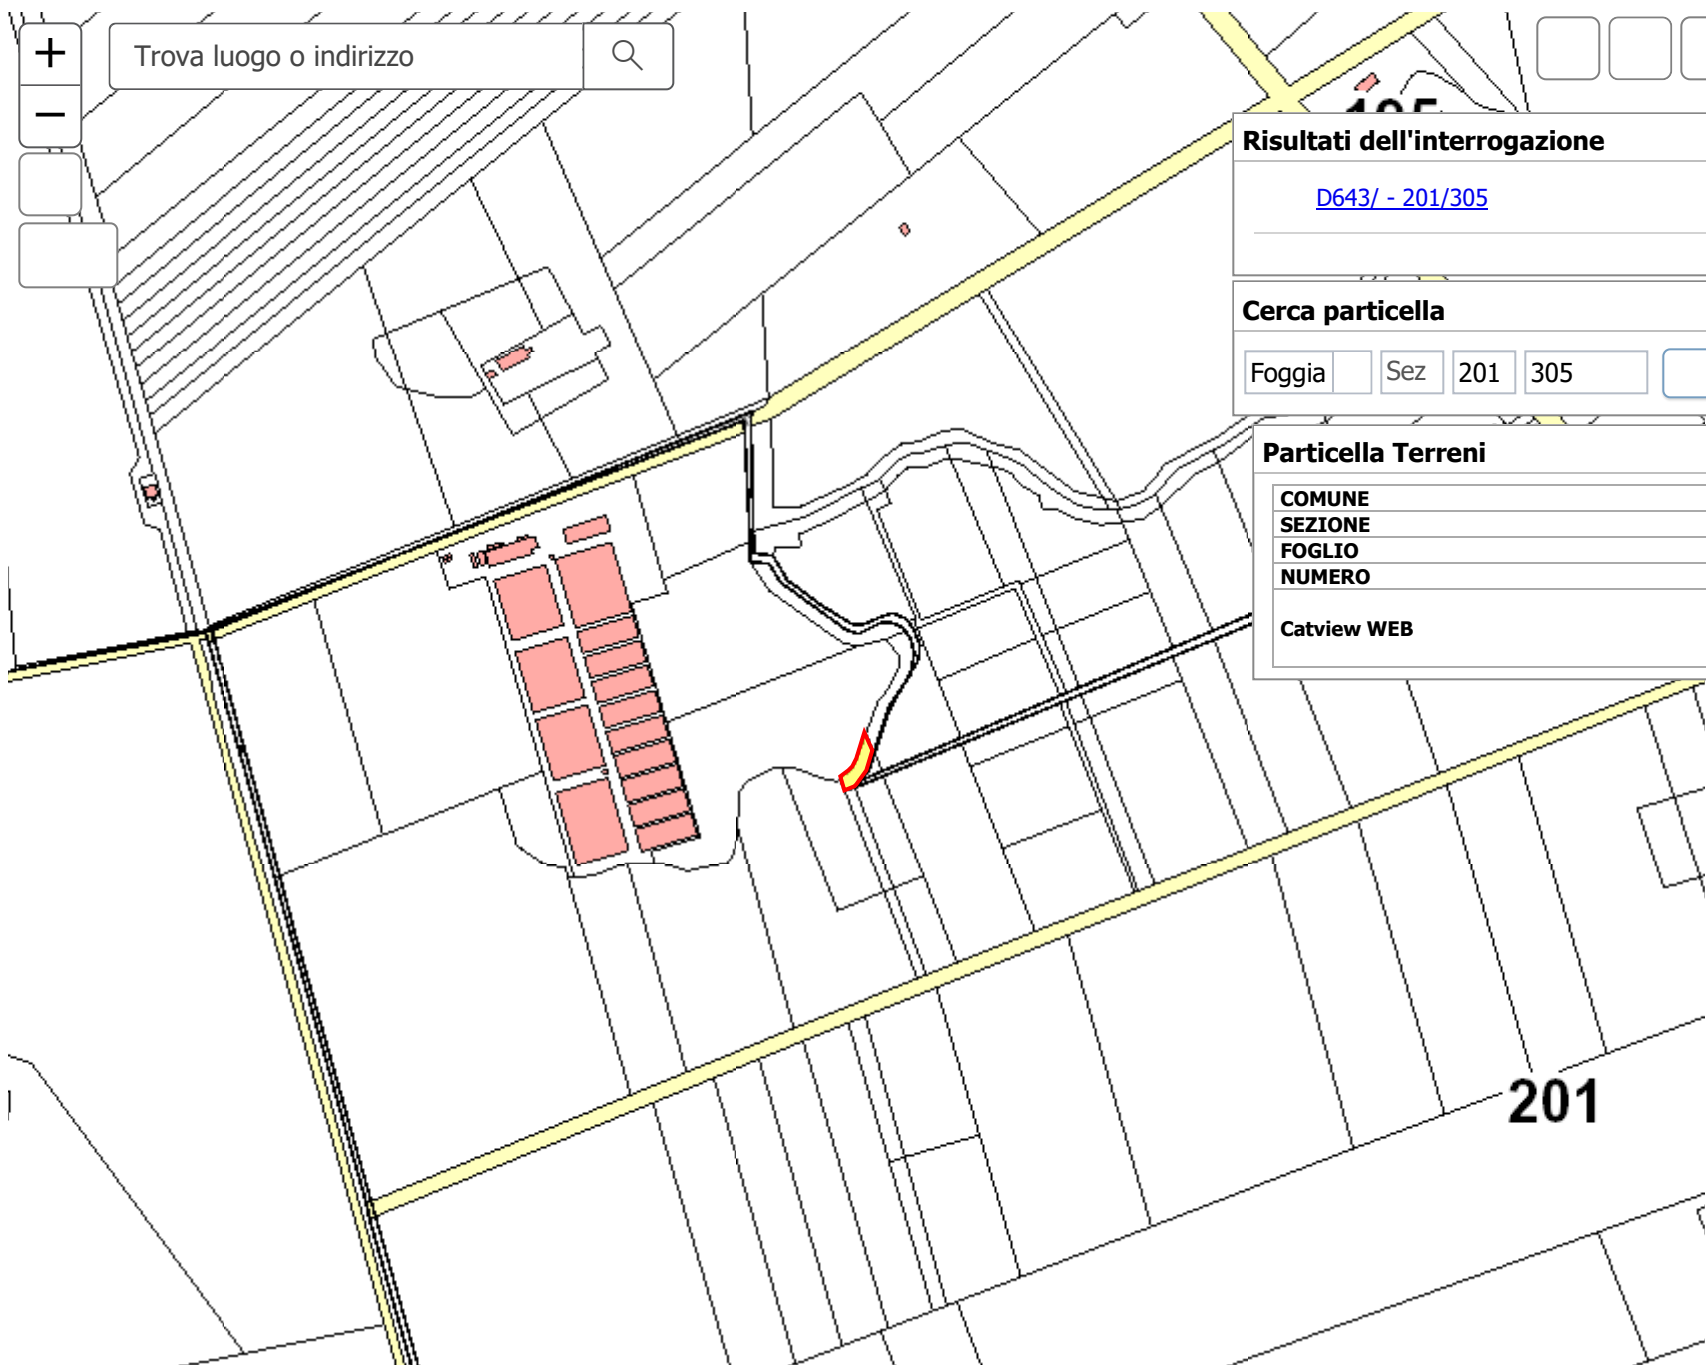 +
Trova luogo o indirizzo
−
195
Risultati dell'interrogazione
D643/ - 201/305
Cerca particella
Foggia Sez 201 305
Particella Terreni
COMUNE
SEZIONE
FOGLIO
NUMERO
Catview WEB
201